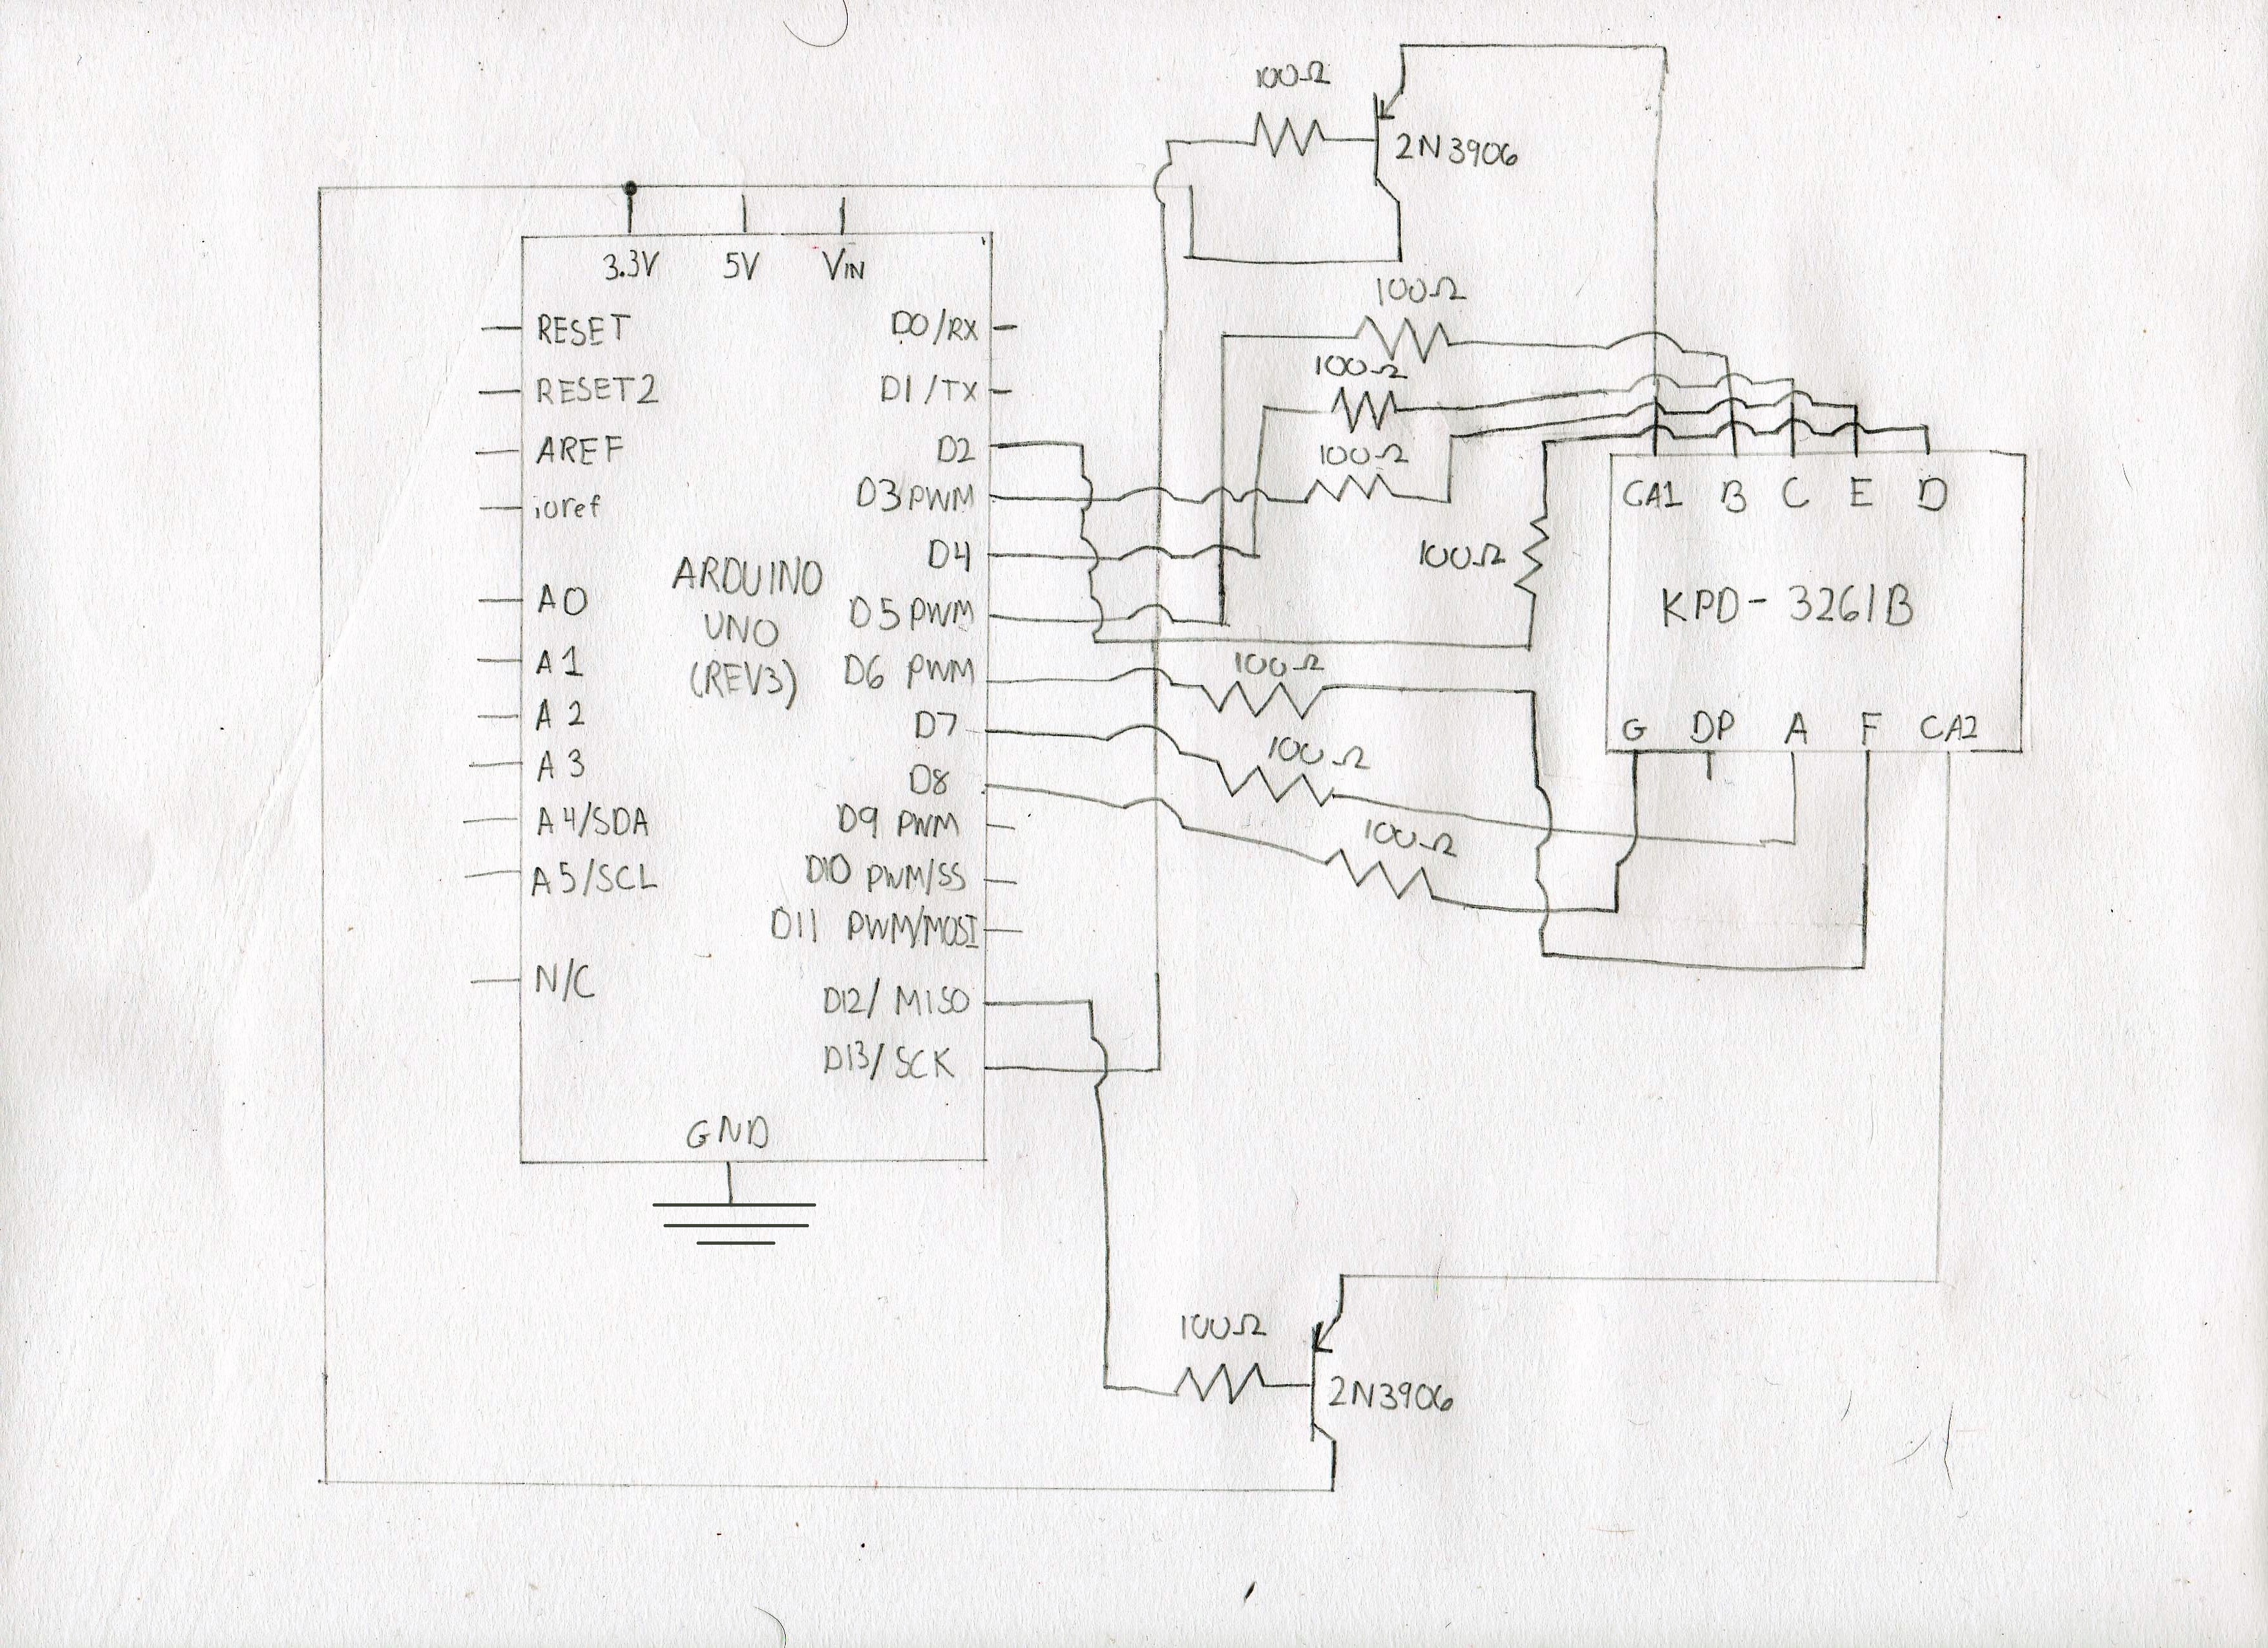 100Ω
2N3906
3.3V 5V VIN
100Ω
RESET D0/RX
100Ω
RESET2 D1/TX
AREF D2
100Ω
D3 PWM
CA1 B C E D
ioref
D4
100Ω
ARDUINO
UNO
(REV3)
KPD-3261B
A0 D5 PWM
A1 D6 PWM
100Ω
A2 D7
G DP A F CA2
100Ω
A3 D8
A4/SDA D9 PWM
100Ω
A5/SCL D10 PWM/SS
D11 PWM/MOSI
N/C D12/MISO
D13/SCK
GND
100Ω
2N3906